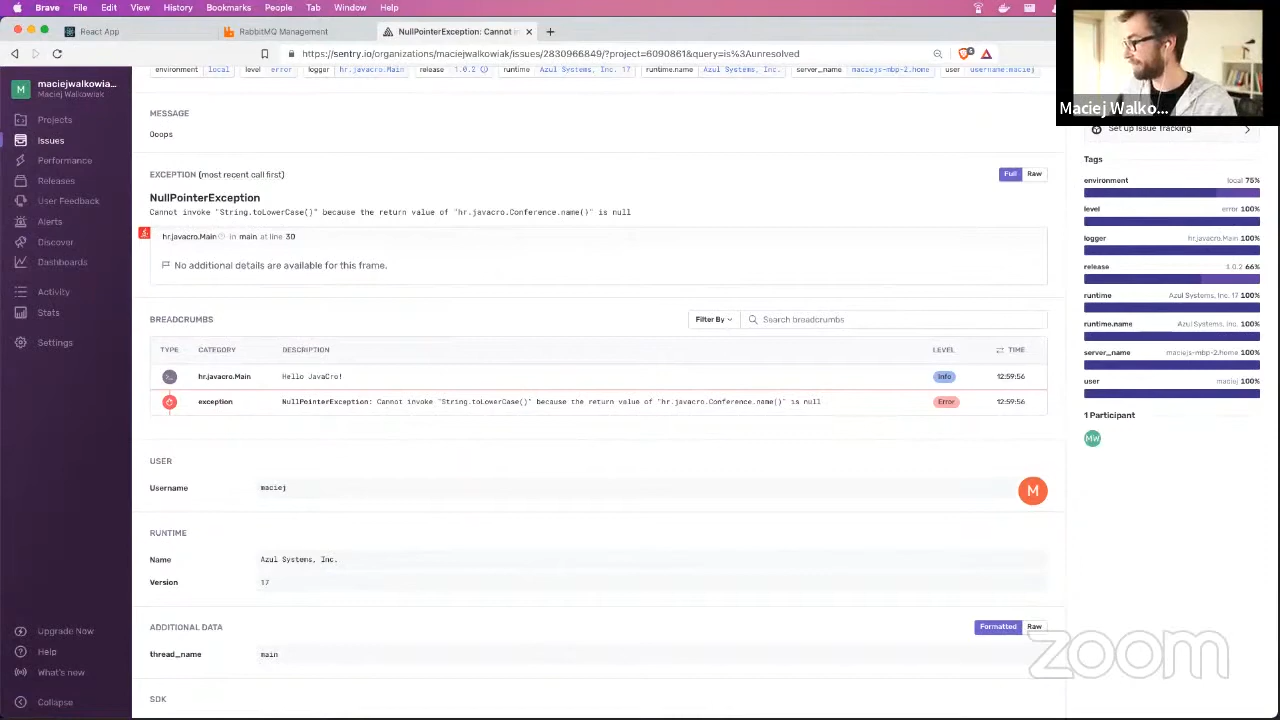 Brave File Edit View History Bookmarks People Tab Window Help
React App
RabbitMQ Management
NullPointerException: Cannot in
https://sentry.io/organizations/maciejwalkowiak/issues/2830966849/?project=6090861&query=is%3Aunresolved
Maciej Walko...
M
maciejwalkowia...
Maciej Walkowiak
Projects
Issues
Performance
Releases
User Feedback
Alerts
Discover
Dashboards
Activity
Stats
Settings
Upgrade Now
Help
What's new
Collapse
environment local level error logger hr.javacro.Main release 1.0.2 runtime Azul Systems, Inc. 17 runtime.name Azul Systems, Inc. server_name maciejs-mbp-2.home user username:maciej
MESSAGE
Ooops
EXCEPTION (most recent call first)
Full Raw
NullPointerException
Cannot invoke "String.toLowerCase()" because the return value of "hr.javacro.Conference.name()" is null
hr.javacro.Main in main at line 30
No additional details are available for this frame.
BREADCRUMBS
Filter By
Search breadcrumbs
TYPE CATEGORY DESCRIPTION LEVEL TIME
hr.javacro.Main Hello JavaCro! Info 12:59:56
exception NullPointerException: Cannot invoke "String.toLowerCase()" because the return value of "hr.javacro.Conference.name()" is null Error 12:59:56
USER
Username maciej
M
RUNTIME
Name Azul Systems, Inc.
Version 17
ADDITIONAL DATA
Formatted Raw
thread_name main
SDK
Set up Issue Tracking
Tags
environment local 75%
level error 100%
logger hr.javacro.Main 100%
release 1.0.2 66%
runtime Azul Systems, Inc. 17 100%
runtime.name Azul Systems, Inc. 100%
server_name maciejs-mbp-2.home 100%
user maciej 100%
1 Participant
MW
zoom